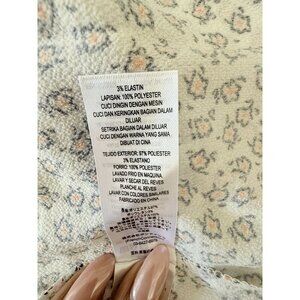 3% ELASTIN
LAPISAN: 100% POLYESTER
CUCI DINGIN DENGAN MESIN
CUCI DAN KERINGKAN BAGIAN DALAM
DILUAR
SETRIKA BAGIAN DALAM DI
LUAR
CUCI DENGAN WARNA YANG SAMA
DIBUAT DI CINA
TEJIDO EXTERIOR: 97% POLIESTER
3% ELASTANO
FORRO: 100% POLIESTER
LAVADO FRIO EN MAQUINA,
LAVAR Y SECAR DEL REVES
PLANCHE AL REVES
LAVAR CON COLORES SIMILARES
FABRICADO EN CHINA